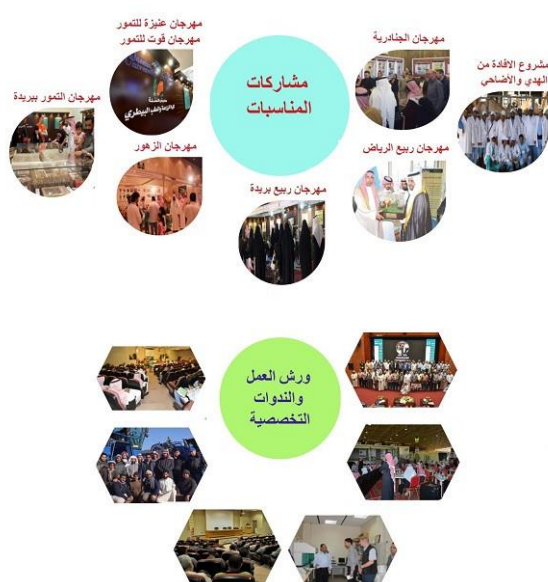 مهرجان عنيزة للتمور
مهرجان قوت للتمور
مهرجان الجنادرية
مشروع الافادة من
الهدي والأضاحي
مشاركات
المناسبات
مهرجان التمور ببريدة
مهرجان الزهور
مهرجان ربيع الرياض
مهرجان ربيع بريدة
ورش العمل
والندوات
التخصصية